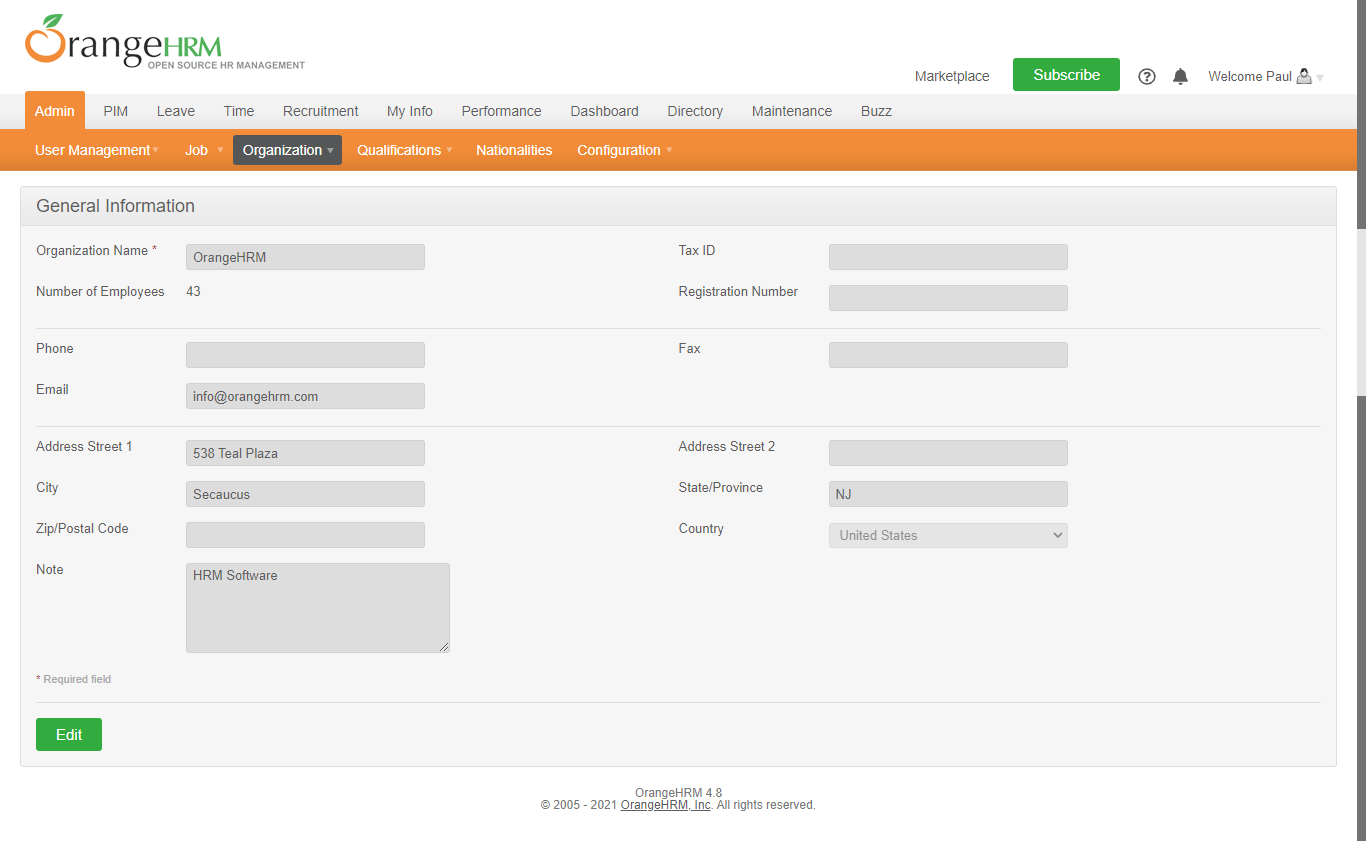 OrangeHRM
OPEN SOURCE HR MANAGEMENT
Marketplace Subscribe Welcome Paul
Admin PIM Leave Time Recruitment My Info Performance Dashboard Directory Maintenance Buzz
User Management Job Organization Qualifications Nationalities Configuration
General Information
Organization Name * OrangeHRM Tax ID
Number of Employees 43 Registration Number
Phone Fax
Email info@orangehrm.com
Address Street 1 538 Teal Plaza Address Street 2
City Secaucus State/Province NJ
Zip/Postal Code Country United States
Note HRM Software
* Required field
Edit
OrangeHRM 4.8
© 2005 - 2021 OrangeHRM, Inc. All rights reserved.